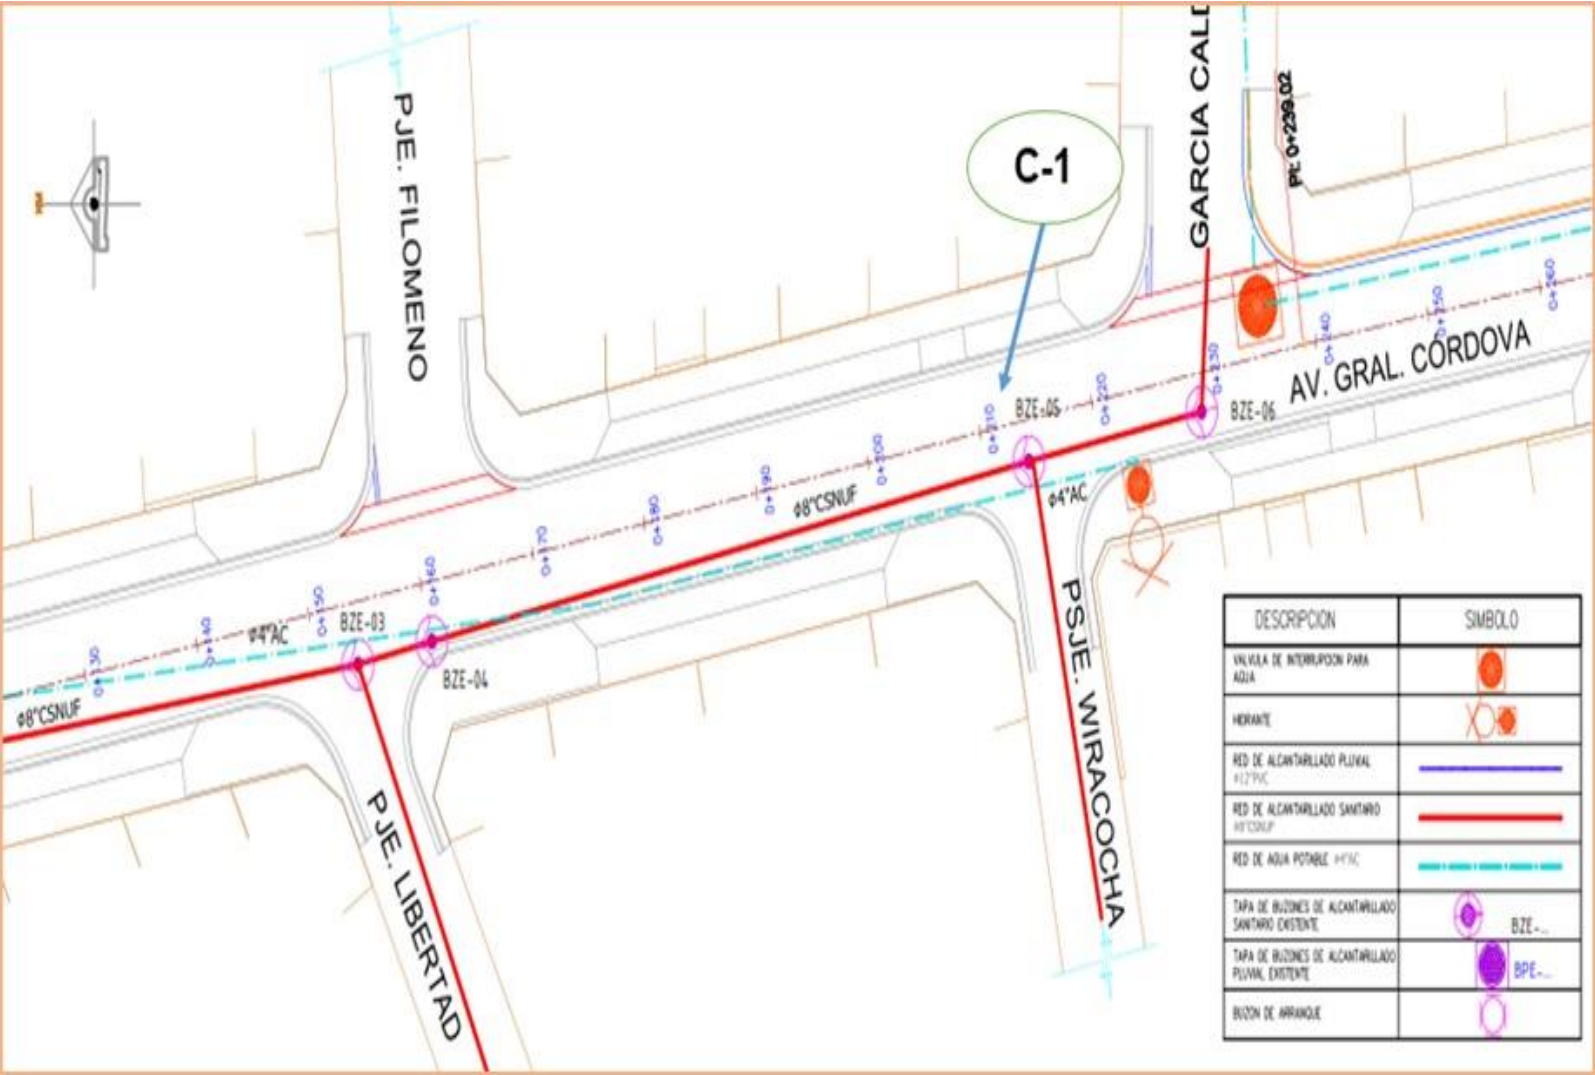 PJE. FILOMENO
GARCIA CALD
PI: 0+239.02
C-1
0+260
0+250
0+240
0+230
AV. GRAL. CÓRDOVA
0+220
BZE-06
BZE-05
0+210
0+200
0+190
φ8"CSNUF
φ4"AC
0+180
0+170
0+160
0+150
BZE-03
0+140
φ4"AC
0+130
BZE-04
φ8"CSNUF
PSJE. WIRACOCHA
PJE. LIBERTAD
DESCRIPCION SIMBOLO
VALVULA DE INTERRUPCION PARA
AGUA
HIDRANTE
RED DE ALCANTARILLADO PLUVIAL
φ12"PVC
RED DE ALCANTARILLADO SANITARIO
RED DE AGUA POTABLE φ4"AC
TAPA DE BUZONES DE ALCANTARILLADO
SANITARIO EXISTENTE BZE-...
TAPA DE BUZONES DE ALCANTARILLADO
PLUVIAL EXISTENTE BPE-...
BUZON DE ARRANQUE